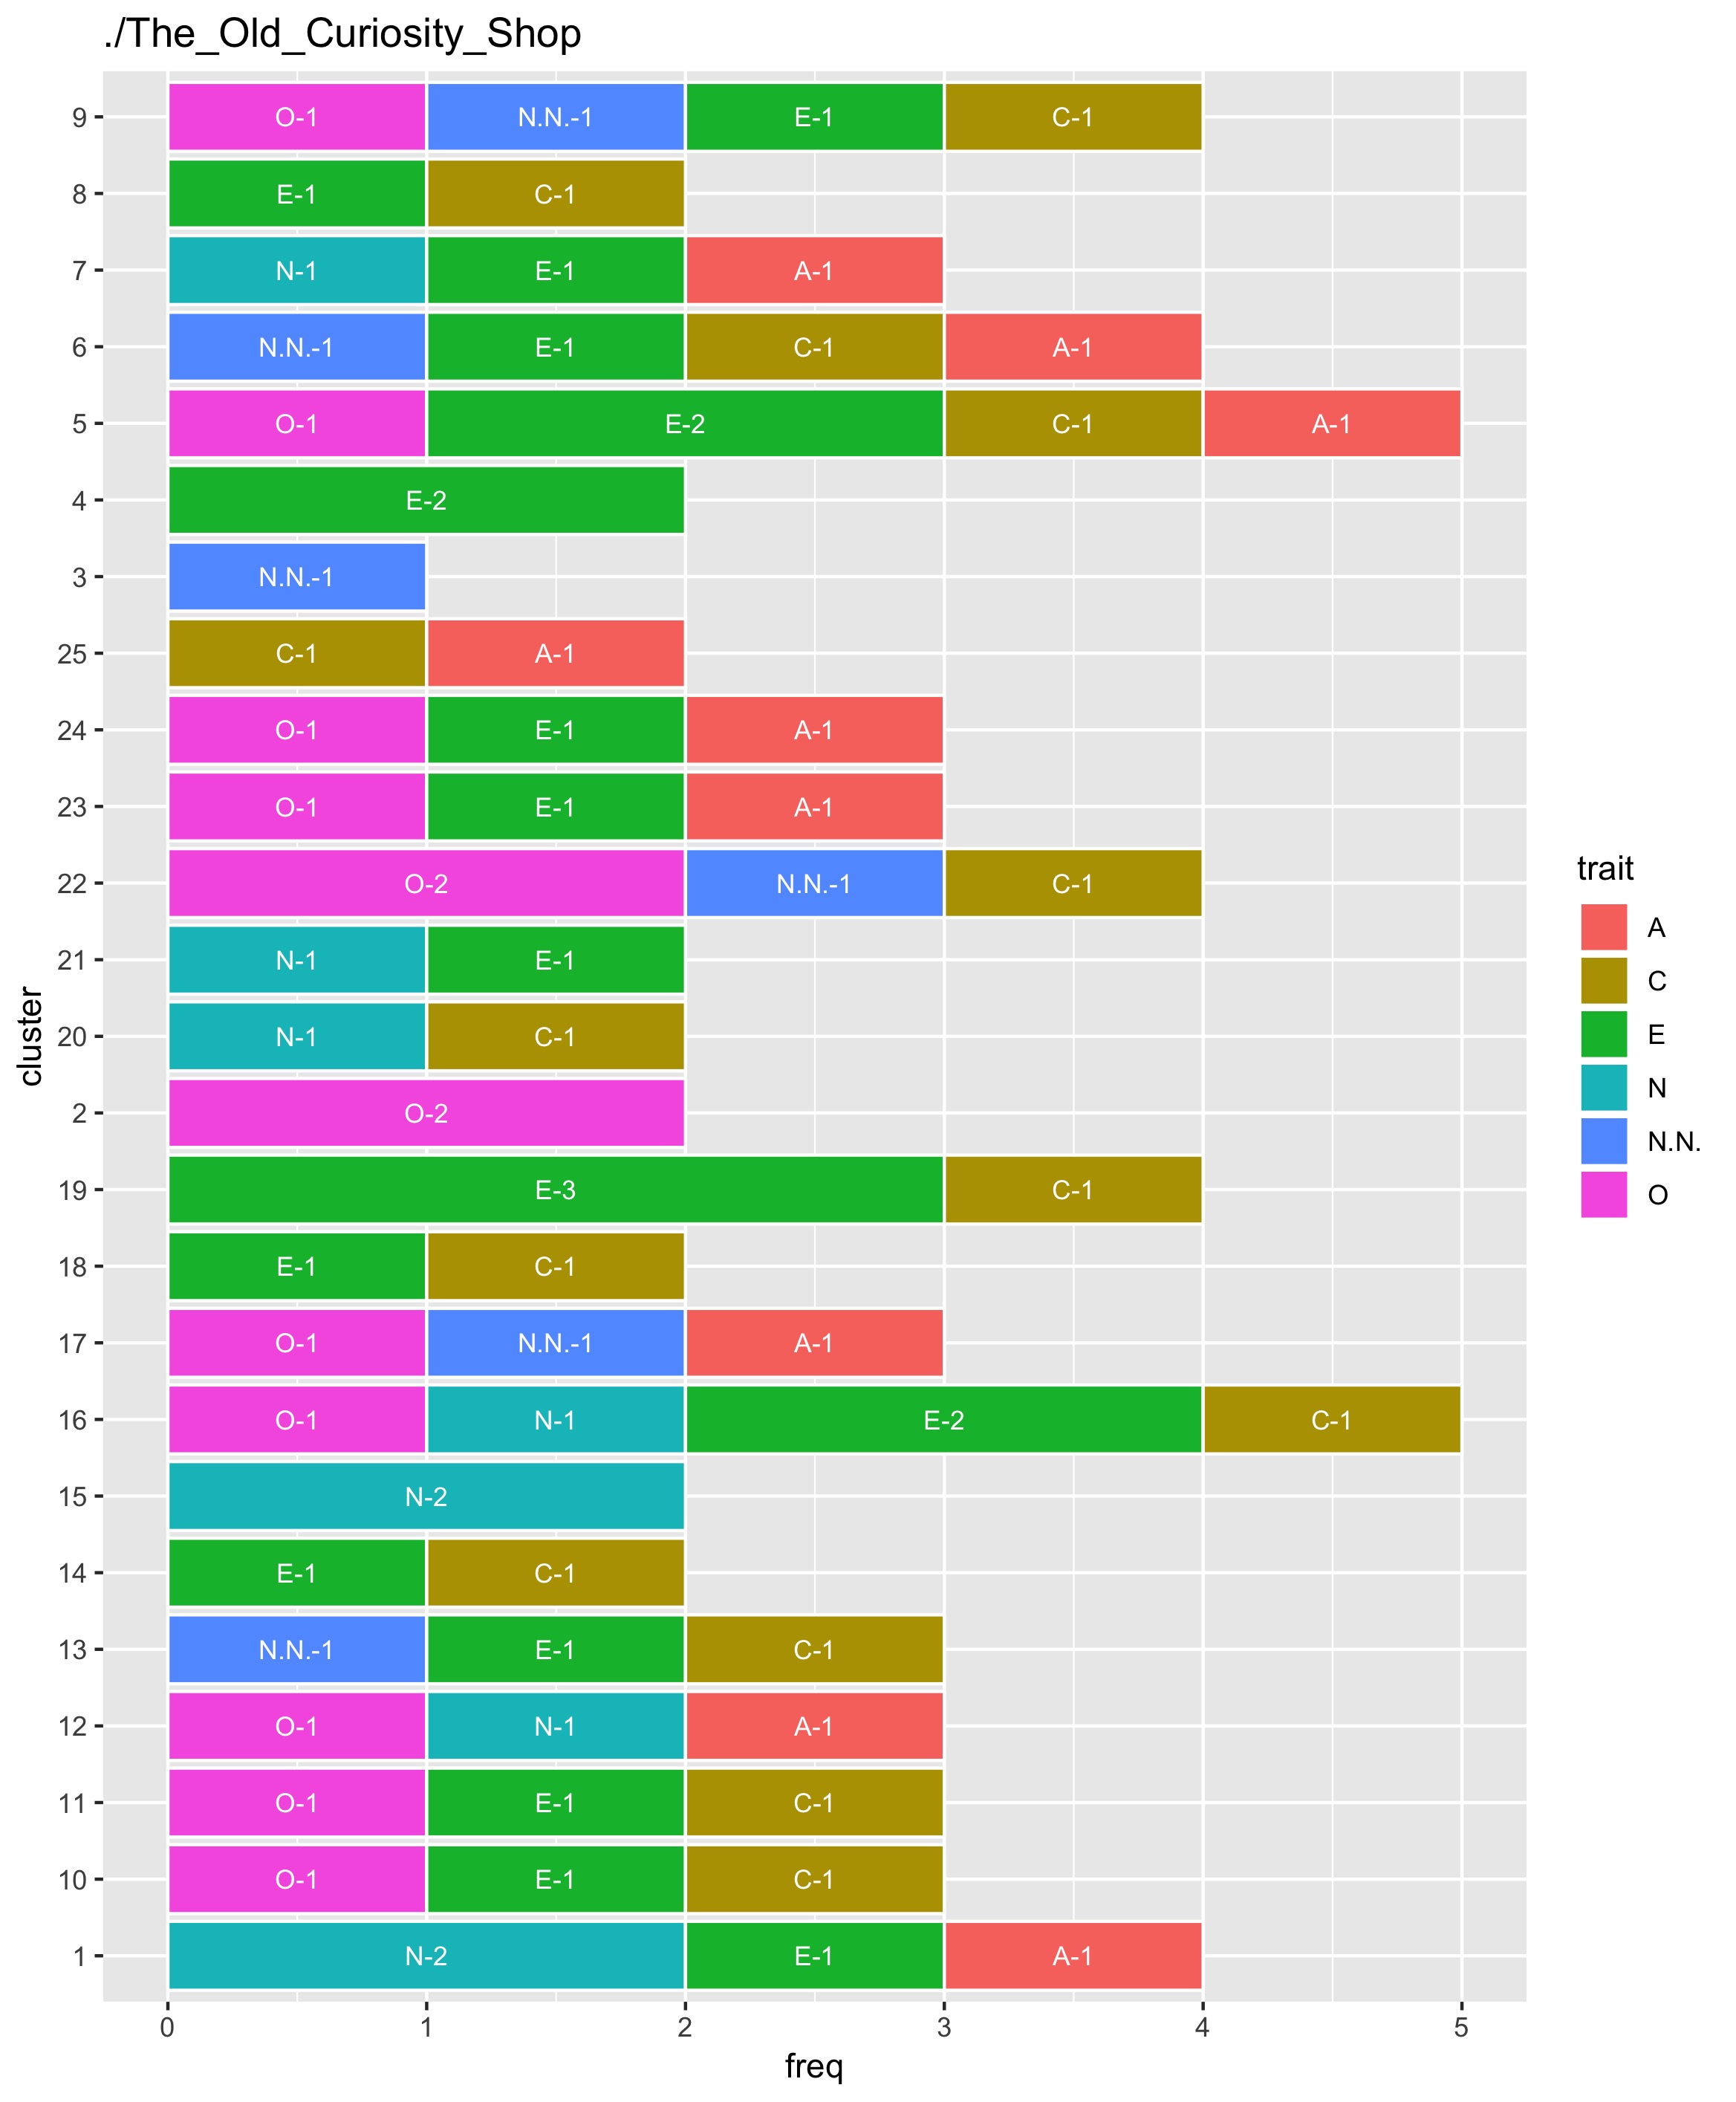 ./The_Old_Curiosity_Shop
9 O-1 N.N.-1 E-1 C-1
8 E-1 C-1
7 N-1 E-1 A-1
6 N.N.-1 E-1 C-1 A-1
5 O-1 E-2 C-1 A-1
4 E-2
3 N.N.-1
25 C-1 A-1
24 O-1 E-1 A-1
23 O-1 E-1 A-1
22 O-2 N.N.-1 C-1
21 N-1 E-1
20 N-1 C-1
2 O-2
19 E-3 C-1
18 E-1 C-1
17 O-1 N.N.-1 A-1
16 O-1 N-1 E-2 C-1
15 N-2
14 E-1 C-1
13 N.N.-1 E-1 C-1
12 O-1 N-1 A-1
11 O-1 E-1 C-1
10 O-1 E-1 C-1
1 N-2 E-1 A-1
0 1 2 3 4 5
freq
cluster
trait
A
C
E
N
N.N.
O